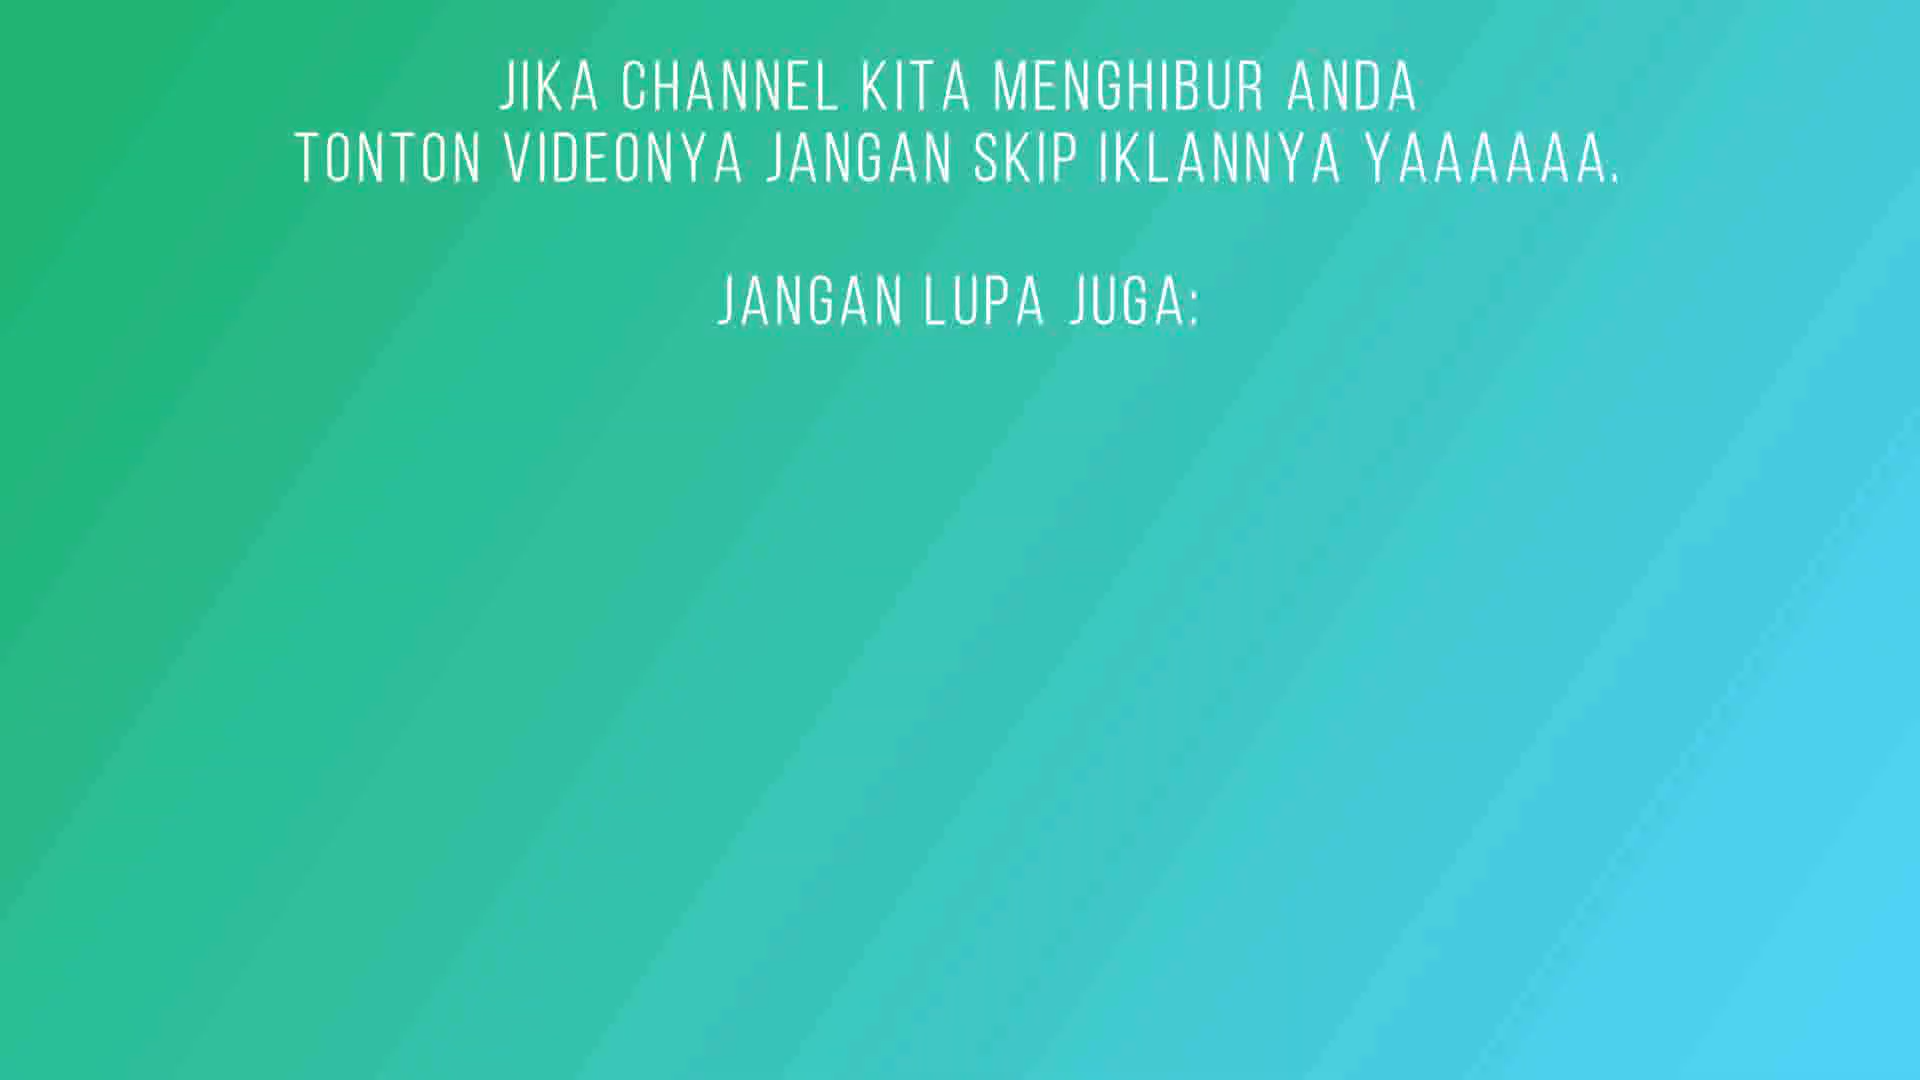 JIKA CHANNEL KITA MENGHIBUR ANDA
TONTON VIDEONYA JANGAN SKIP IKLANNYA YAAAAAA.
JANGAN LUPA JUGA: